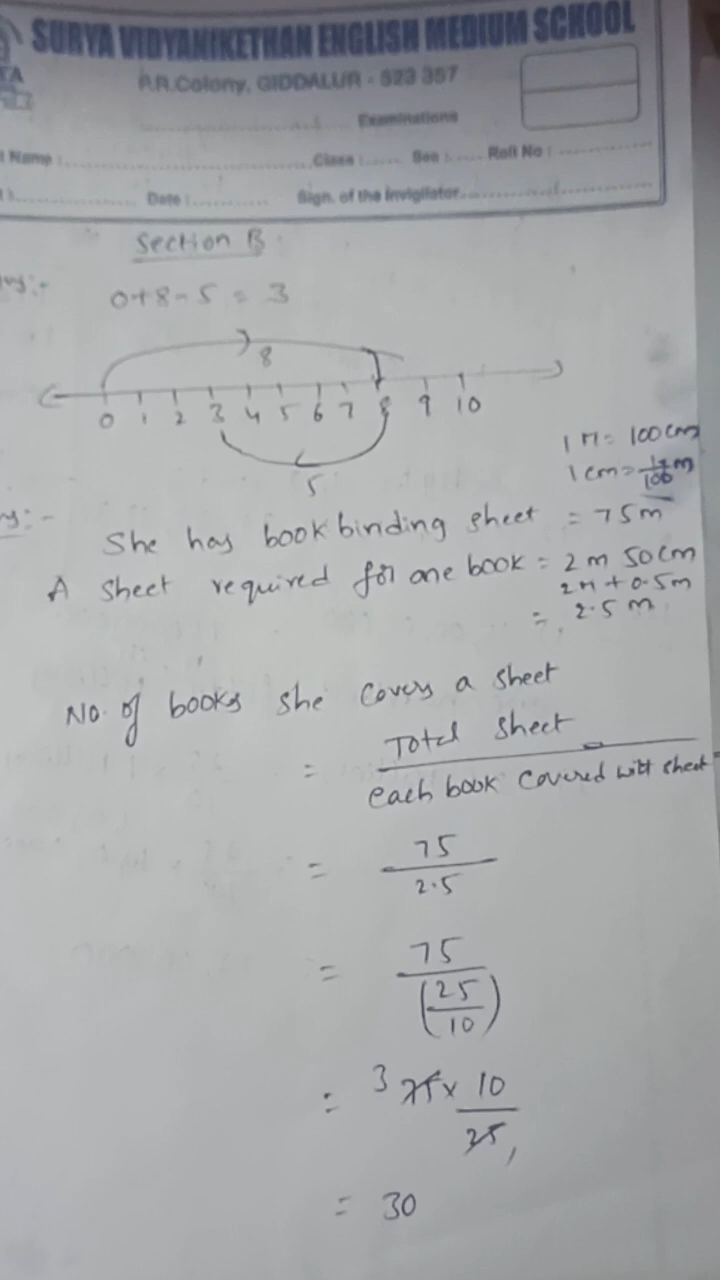 SURYA VIDYANIKETHAN ENGLISH MEDIUM SCHOOL
P.R.Colony, GIDDALUR - 523 357
Examinations
Name : Class : Sec : Roll No :
Date : Sign. of the Invigilator
Section B
0+8-5 = 3
8
0 1 2 3 4 5 6 7 8 9 10
5
1 M = 100 cm
1 cm = 1/100 m
She has book binding sheet = 75m
A sheet required for one book = 2 m 50 cm
2m + 0.5m
= 2.5 m
No. of books she covers a sheet
= Total sheet
each book covered with sheet
= 75
2.5
= 75
(25
10)
= 3 75 x 10
25
= 30